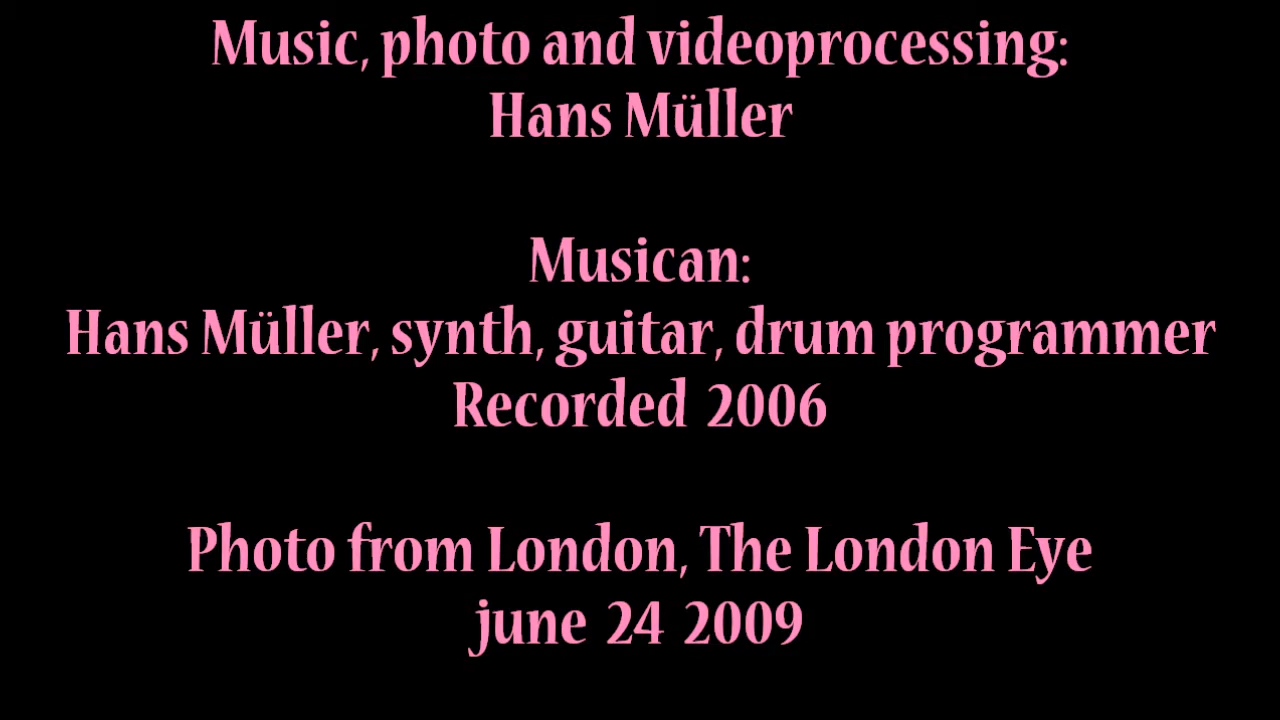 Music, photo and videoprocessing:
Hans Müller
Musican:
Hans Müller, synth, guitar, drum programmer
Recorded 2006
Photo from London, The London Eye
june 24 2009